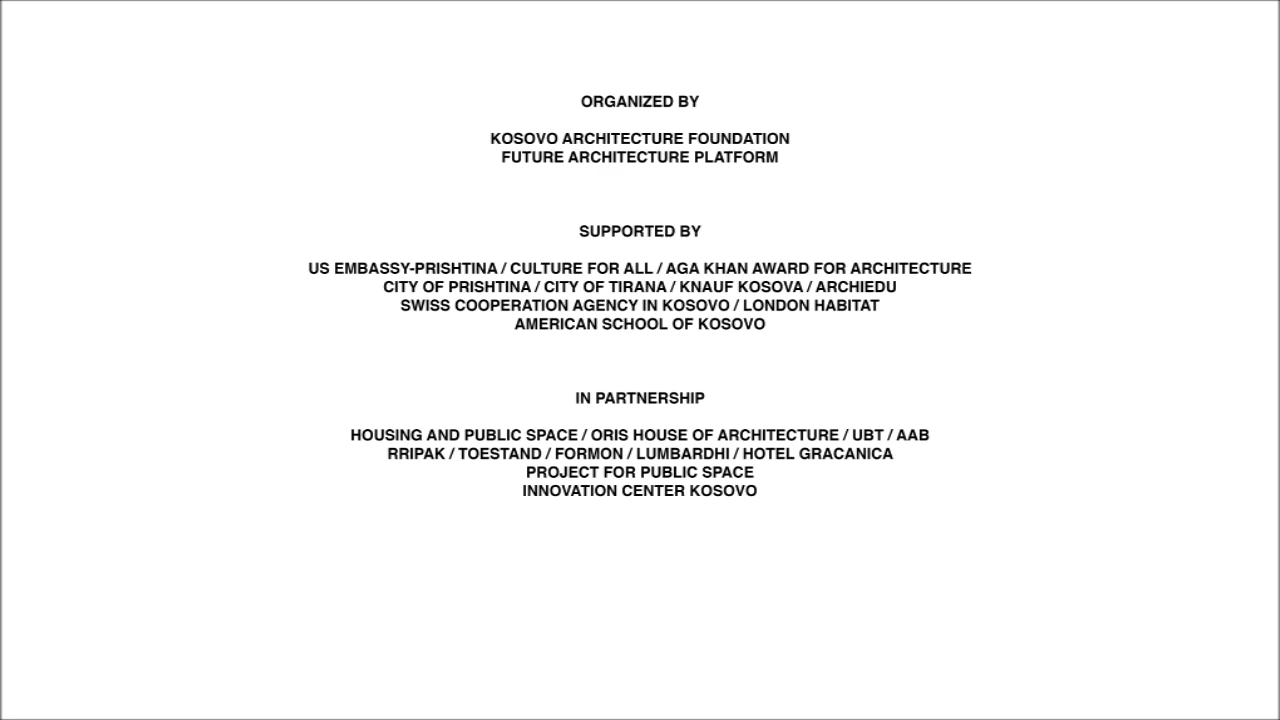 ORGANIZED BY
KOSOVO ARCHITECTURE FOUNDATION
FUTURE ARCHITECTURE PLATFORM
SUPPORTED BY
US EMBASSY-PRISHTINA / CULTURE FOR ALL / AGA KHAN AWARD FOR ARCHITECTURE
CITY OF PRISHTINA / CITY OF TIRANA / KNAUF KOSOVA / ARCHIEDU
SWISS COOPERATION AGENCY IN KOSOVO / LONDON HABITAT
AMERICAN SCHOOL OF KOSOVO
IN PARTNERSHIP
HOUSING AND PUBLIC SPACE / ORIS HOUSE OF ARCHITECTURE / UBT / AAB
RRIPAK / TOESTAND / FORMON / LUMBARDHI / HOTEL GRACANICA
PROJECT FOR PUBLIC SPACE
INNOVATION CENTER KOSOVO